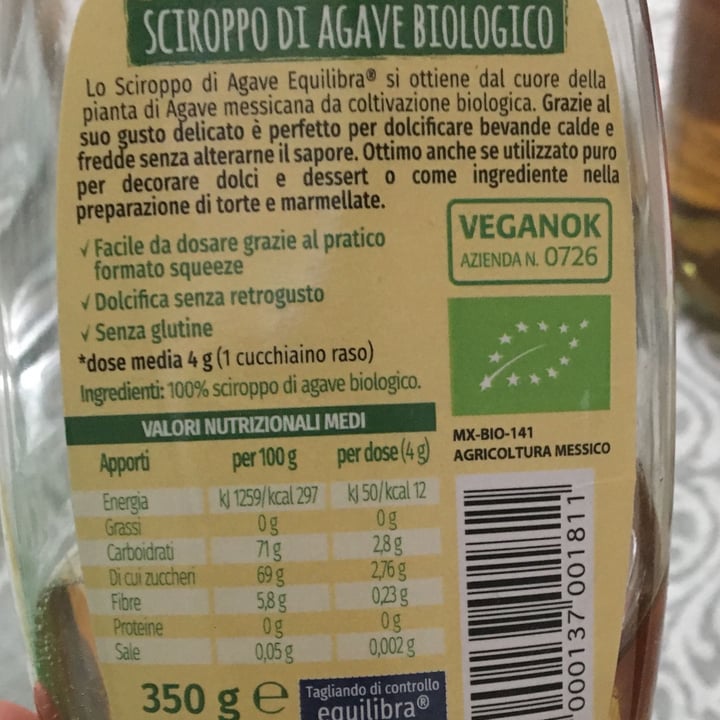 SCIROPPO DI AGAVE BIOLOGICO
Lo Sciroppo di Agave Equilibra® si ottiene dal cuore della
pianta di Agave messicana da coltivazione biologica. Grazie al
suo gusto delicato è perfetto per dolcificare bevande calde e
fredde senza alterarne il sapore. Ottimo anche se utilizzato puro
per decorare dolci e dessert o come ingrediente nella
preparazione di torte e marmellate.
✓ Facile da dosare grazie al pratico
formato squeeze
✓ Dolcifica senza retrogusto
✓ Senza glutine
*dose media 4 g (1 cucchiaino raso)
Ingredienti: 100% sciroppo di agave biologico.
VEGANOK
AZIENDA N. 0726
MX-BIO-141
AGRICOLTURA MESSICO
VALORI NUTRIZIONALI MEDI
Apporti per 100 g per dose (4 g)
Energia kJ 1259/kcal 297 kJ 50/kcal 12
Grassi 0 g 0 g
Carboidrati 71 g 2,8 g
Di cui zuccheri 69 g 2,76 g
Fibre 5,8 g 0,23 g
Proteine 0 g 0 g
Sale 0,05 g 0,002 g
350 g e
Tagliando di controllo
equilibra®
000137 001811